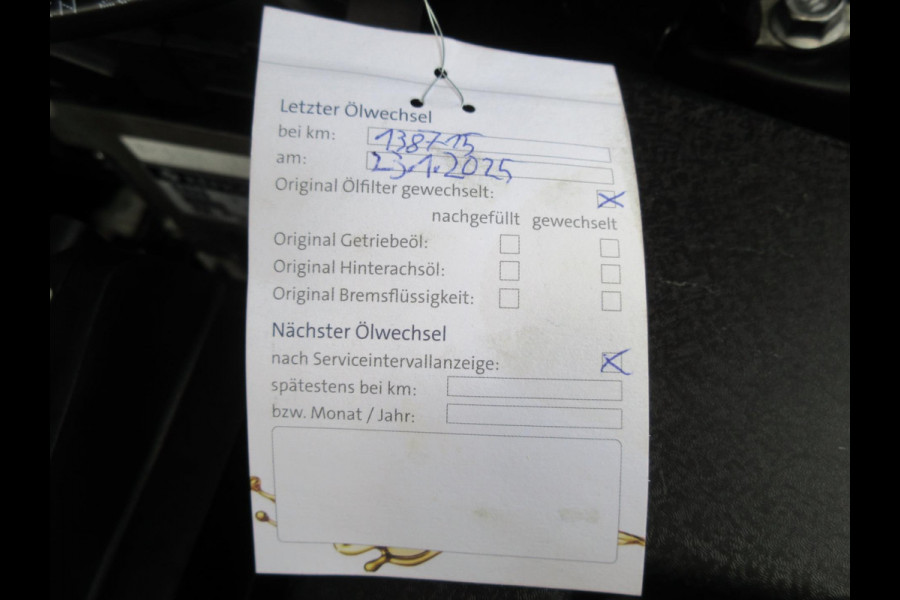 Letzter Ölwechsel
bei km: 138715
am: 23.1.2025
Original Ölfilter gewechselt:
nachgefüllt gewechselt
Original Getriebeöl:
Original Hinterachsöl:
Original Bremsflüssigkeit:
Nächster Ölwechsel
nach Serviceintervallanzeige:
spätestens bei km:
bzw. Monat / Jahr: